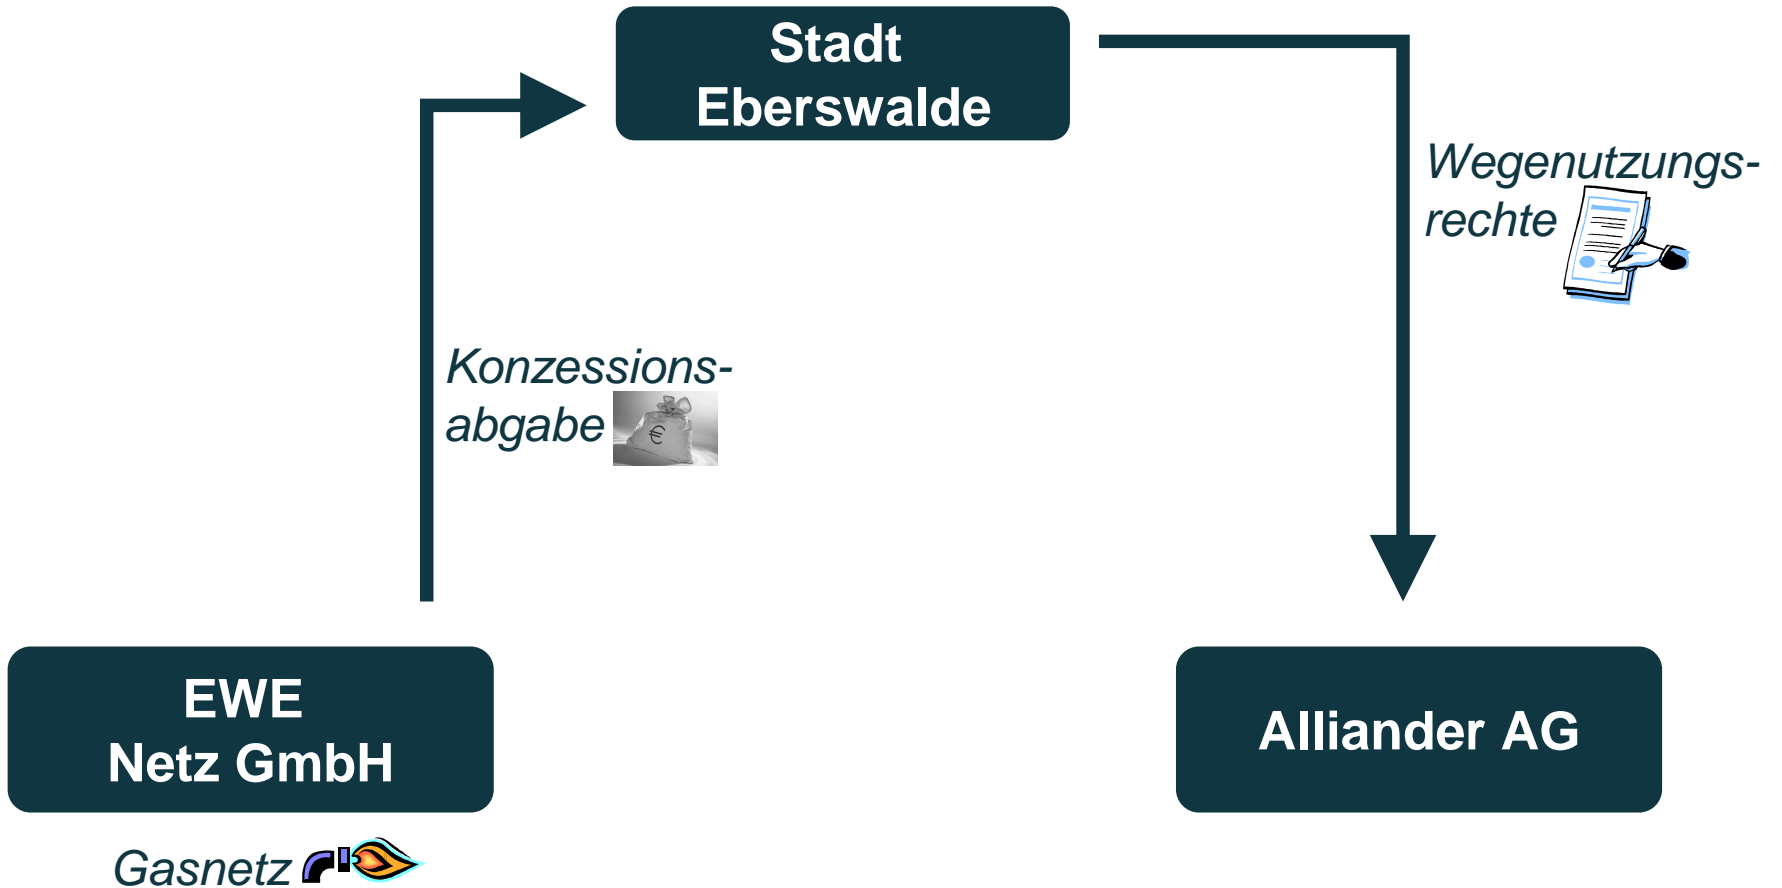 Stadt
Eberswalde
Wegenutzungs-
rechte
Konzessions-
abgabe
€
EWE
Netz GmbH
Alliander AG
Gasnetz